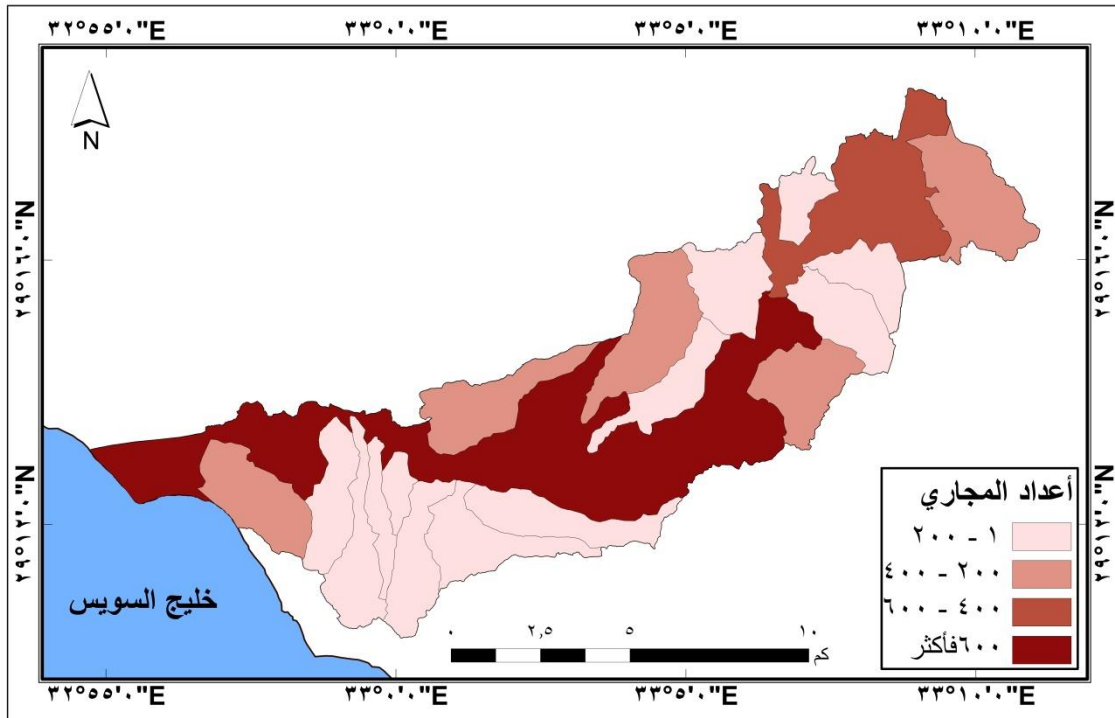 ٣٢°٥٥'٠"E ٣٣°٠'٠"E ٣٣°٥'٠"E ٣٣°١٠'٠"E
N
٢٩°١٦'٠"N ٢٩°١٦'٠"N
٢٩°١٢'٠"N ٢٩°١٢'٠"N
أعداد المجاري
١ - ٢٠٠
٢٠٠ - ٤٠٠
٤٠٠ - ٦٠٠
٦٠٠فأكثر
خليج السويس
٠ ٢,٥ ٥ ١٠
كم
٣٢°٥٥'٠"E ٣٣°٠'٠"E ٣٣°٥'٠"E ٣٣°١٠'٠"E